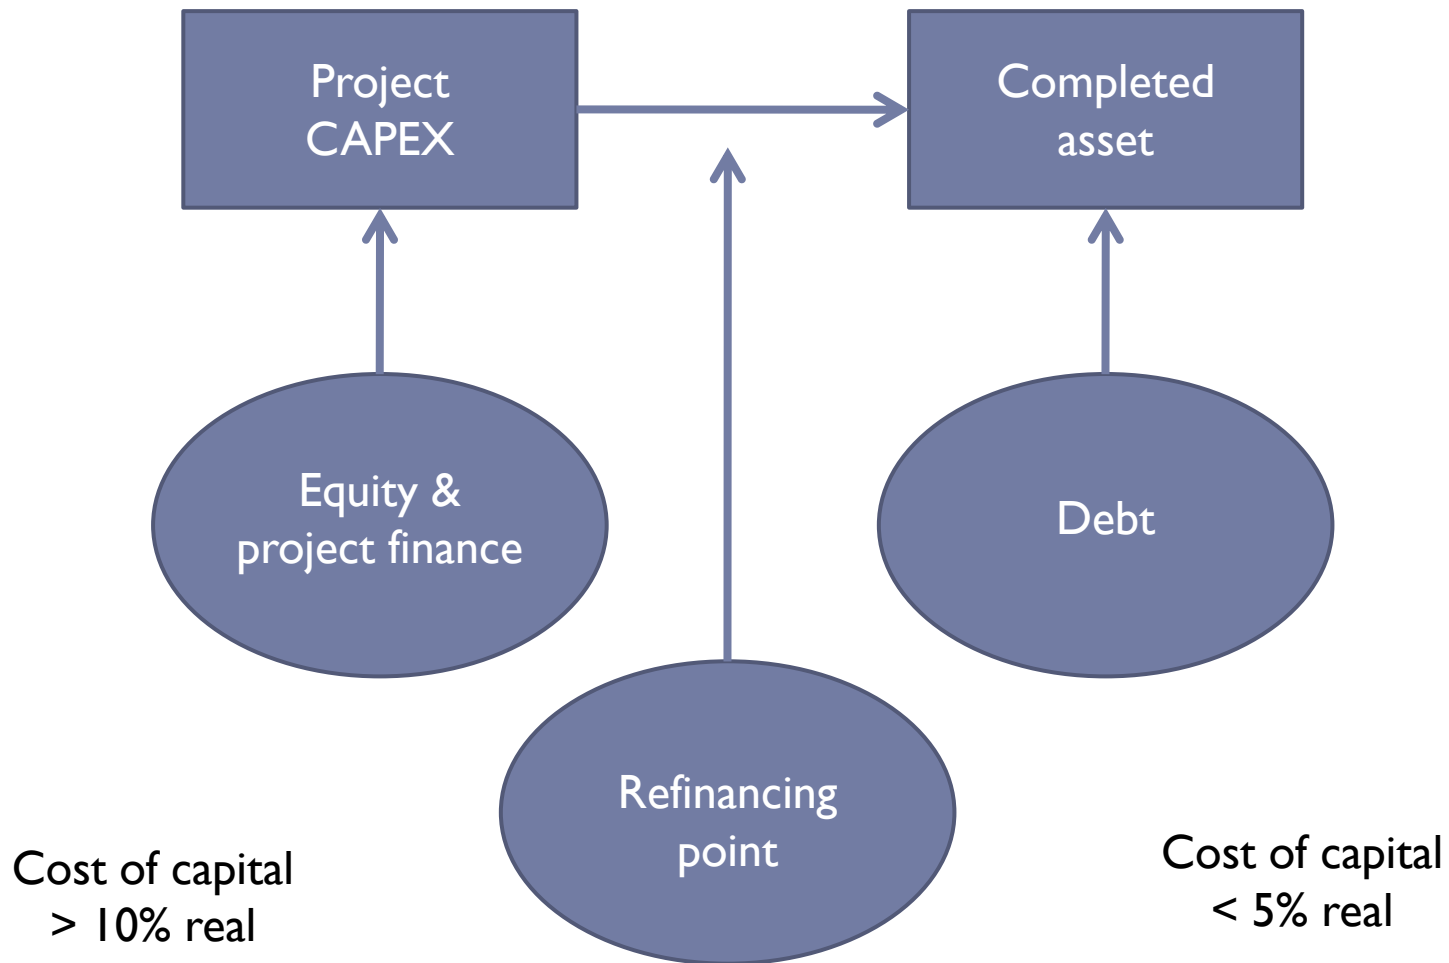 Project
CAPEX
Completed
asset
Equity &
project finance
Debt
Refinancing
point
Cost of capital
> 10% real
Cost of capital
< 5% real